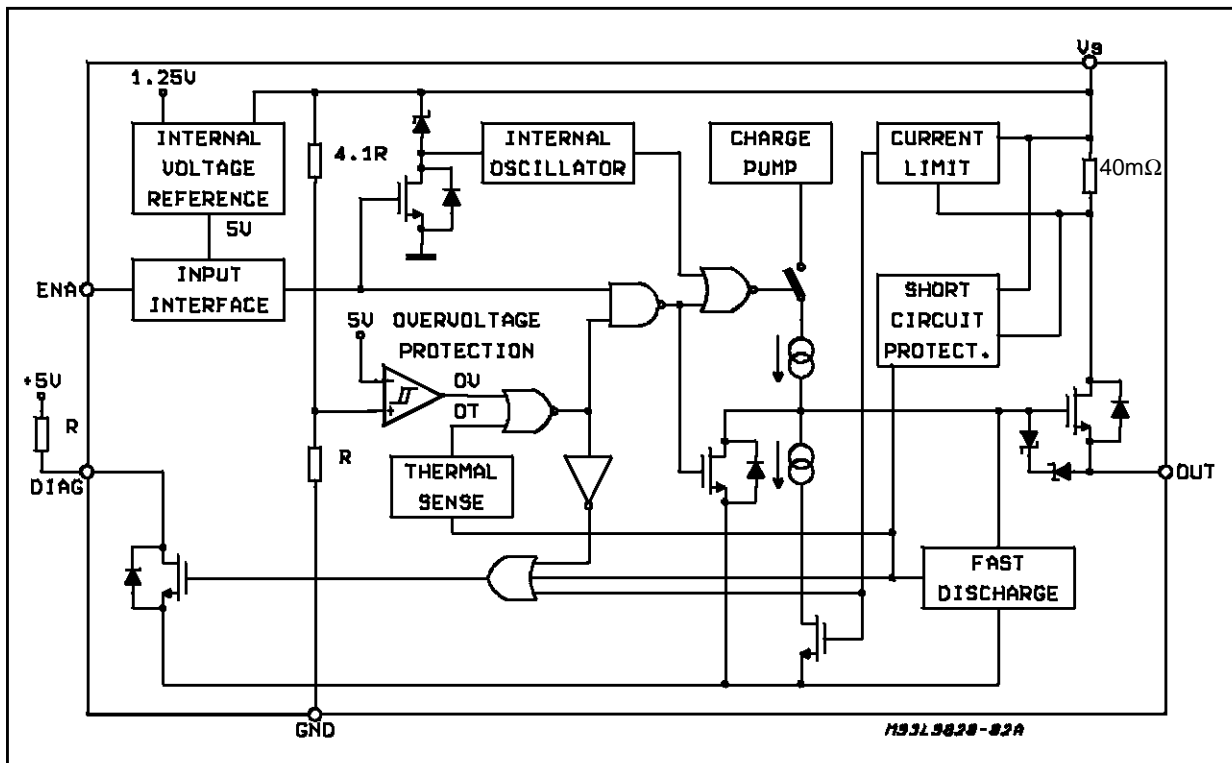 Vs
1.25V
INTERNAL
VOLTAGE
REFERENCE
4.1R
INTERNAL
OSCILLATOR
CHARGE
PUMP
CURRENT
LIMIT
40mΩ
5V
ENA
INPUT
INTERFACE
SHORT
CIRCUIT
PROTECT.
5V
OVERVOLTAGE
PROTECTION
OV
OT
+5V
R
R
DIAG
THERMAL
SENSE
OUT
FAST
DISCHARGE
GND
M93L9820-02A